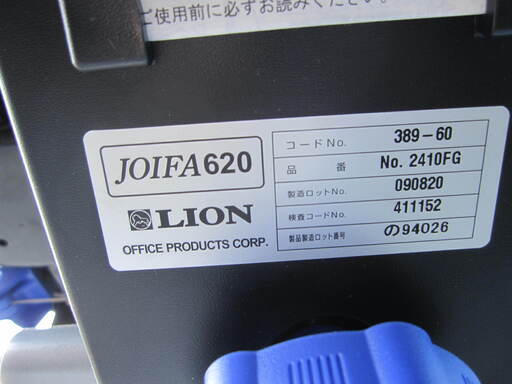 ご使用前に必ずお読みください。
JOIFA620
LION
OFFICE PRODUCTS CORP.
コードNo. 389-60
品番 No. 2410FG
製造ロットNo. 090820
検査コードNo. 411152
製品製造ロット番号 の94026